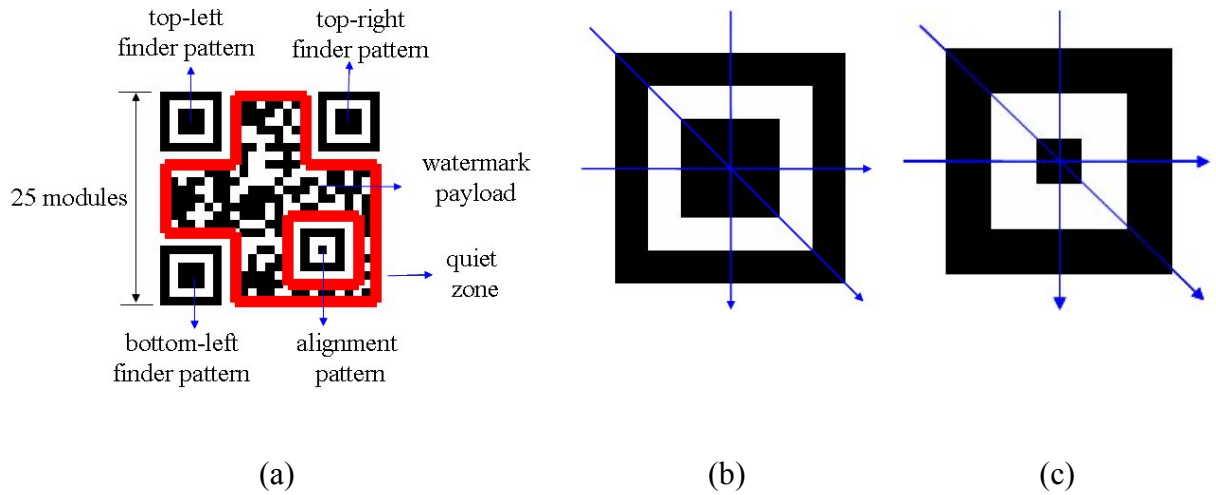 top-left
finder pattern
top-right
finder pattern
25 modules
watermark
payload
quiet
zone
bottom-left
finder pattern
alignment
pattern
(a)
(b)
(c)